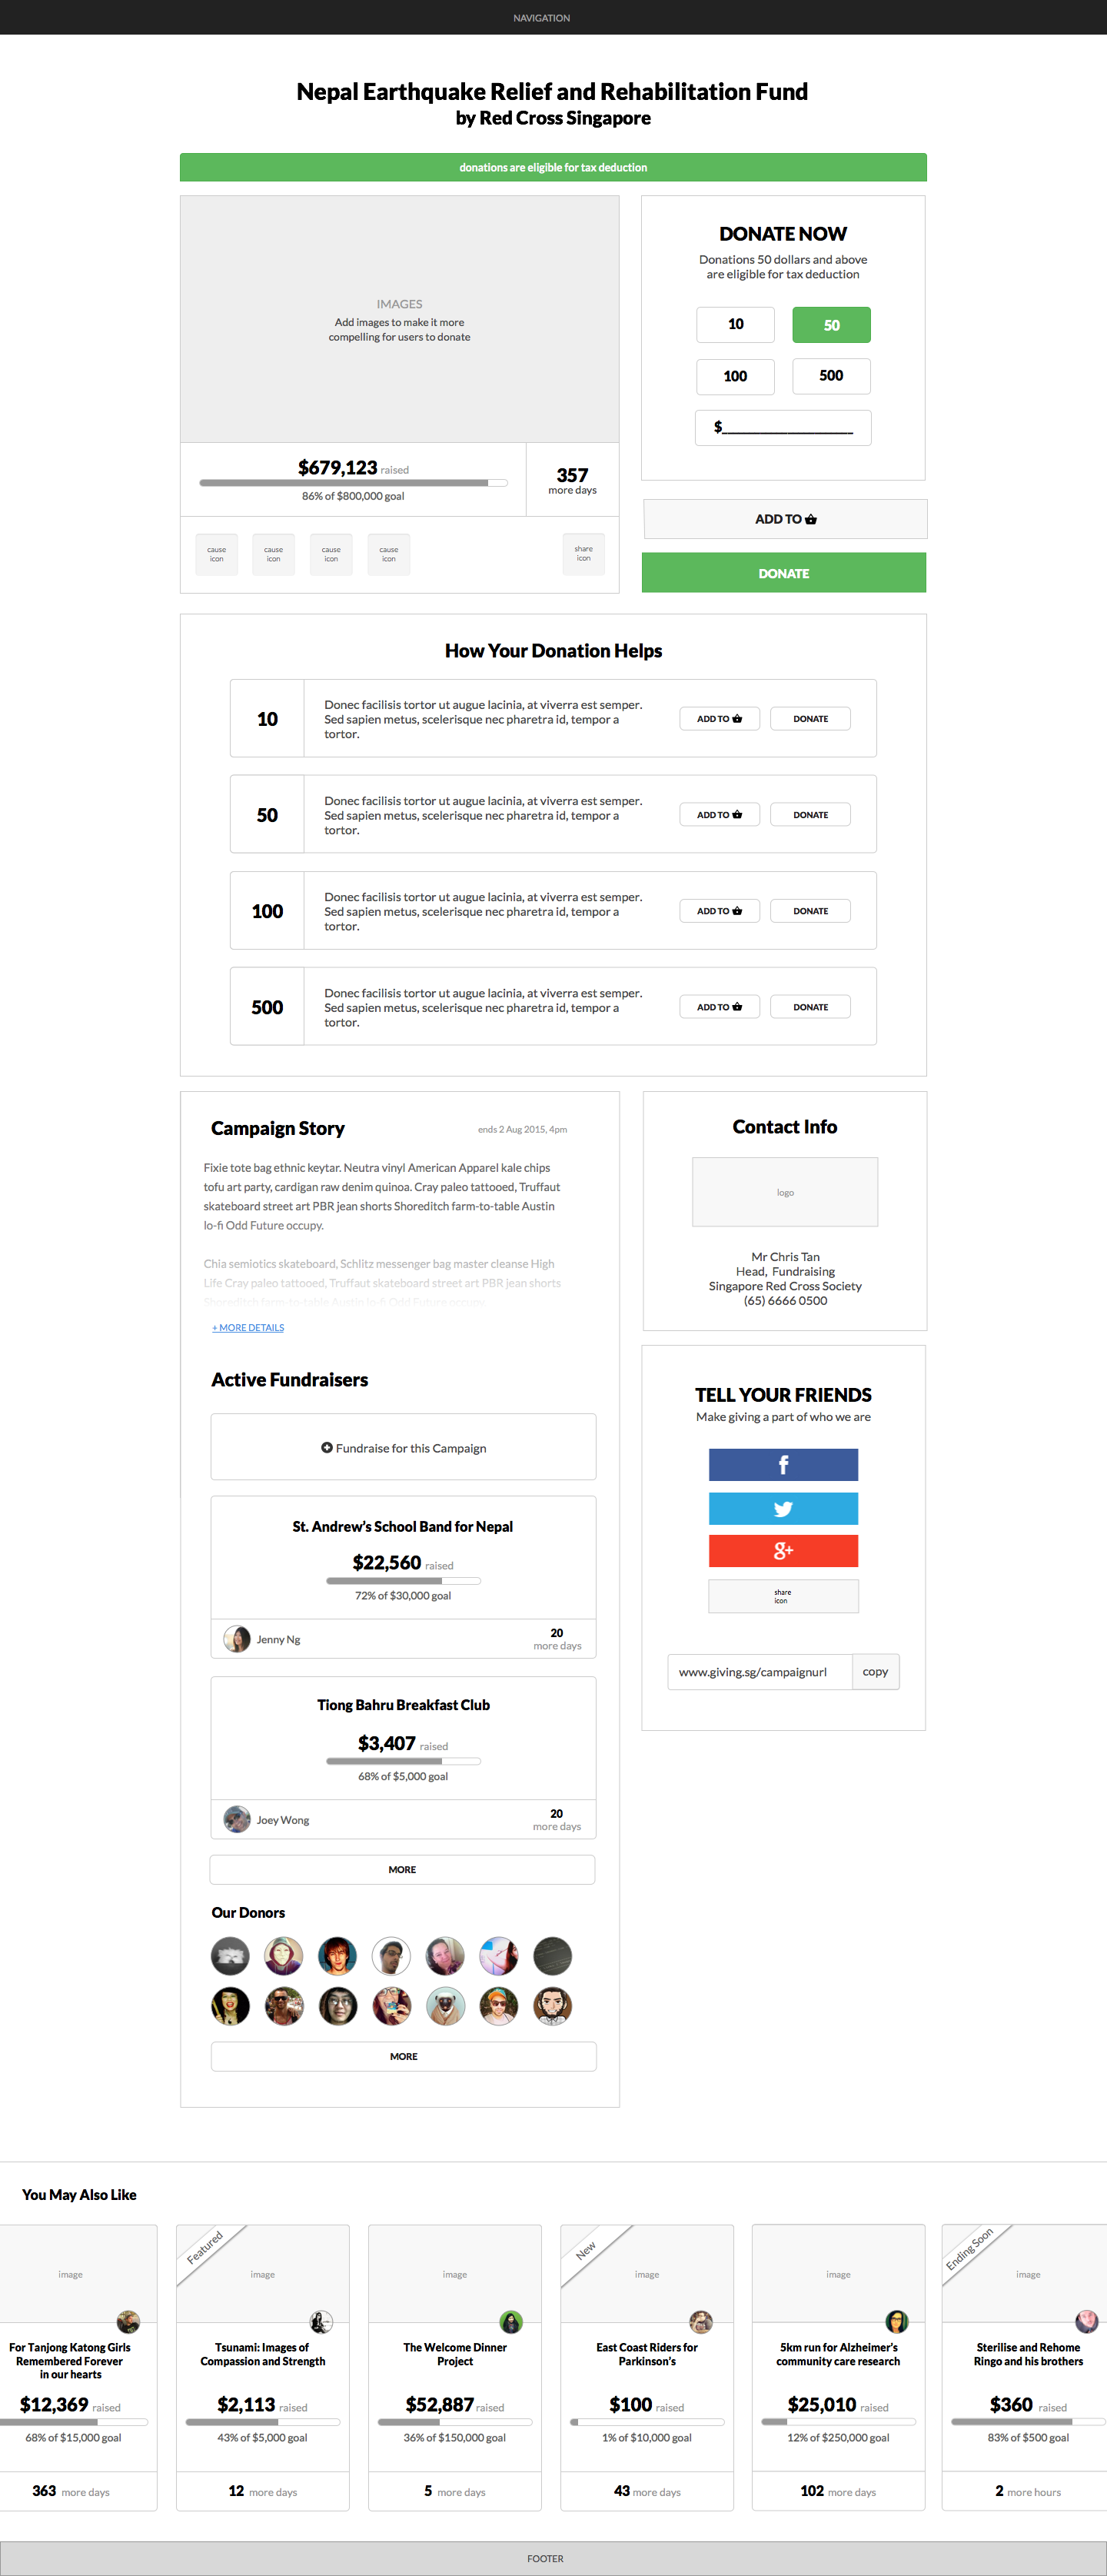 NAVIGATION
Nepal Earthquake Relief and Rehabilitation Fund
by Red Cross Singapore
donations are eligible for tax deduction
IMAGES
Add images to make it more
compelling for users to donate
$679,123 raised
86% of $800,000 goal
357
more days
cause
icon
cause
icon
cause
icon
cause
icon
share
icon
DONATE NOW
Donations 50 dollars and above
are eligible for tax deduction
10
50
100
500
$____________________
ADD TO
DONATE
How Your Donation Helps
10
Donec facilisis tortor ut augue lacinia, at viverra est semper.
Sed sapien metus, scelerisque nec pharetra id, tempor a
tortor.
ADD TO
DONATE
50
Donec facilisis tortor ut augue lacinia, at viverra est semper.
Sed sapien metus, scelerisque nec pharetra id, tempor a
tortor.
ADD TO
DONATE
100
Donec facilisis tortor ut augue lacinia, at viverra est semper.
Sed sapien metus, scelerisque nec pharetra id, tempor a
tortor.
ADD TO
DONATE
500
Donec facilisis tortor ut augue lacinia, at viverra est semper.
Sed sapien metus, scelerisque nec pharetra id, tempor a
tortor.
ADD TO
DONATE
Campaign Story
ends 2 Aug 2015, 4pm
Fixie tote bag ethnic keytar. Neutra vinyl American Apparel kale chips
tofu art party, cardigan raw denim quinoa. Cray paleo tattooed, Truffaut
skateboard street art PBR jean shorts Shoreditch farm-to-table Austin
lo-fi Odd Future occupy.
Chia semiotics skateboard, Schlitz messenger bag master cleanse High
Life Cray paleo tattooed, Truffaut skateboard street art PBR jean shorts
Shoreditch farm-to-table Austin lo-fi Odd Future occupy.
+ MORE DETAILS
Active Fundraisers
Fundraise for this Campaign
St. Andrew's School Band for Nepal
$22,560 raised
72% of $30,000 goal
Jenny Ng
20
more days
Tiong Bahru Breakfast Club
$3,407 raised
68% of $5,000 goal
Joey Wong
20
more days
MORE
Our Donors
MORE
Contact Info
logo
Mr Chris Tan
Head, Fundraising
Singapore Red Cross Society
(65) 6666 0500
TELL YOUR FRIENDS
Make giving a part of who we are
f
g+
share
icon
www.giving.sg/campaignurl
copy
You May Also Like
image
For Tanjong Katong Girls
Remembered Forever
in our hearts
$12,369 raised
68% of $15,000 goal
363 more days
Featured
image
Tsunami: Images of
Compassion and Strength
$2,113 raised
43% of $5,000 goal
12 more days
image
The Welcome Dinner
Project
$52,887 raised
36% of $150,000 goal
5 more days
New
image
East Coast Riders for
Parkinson's
$100 raised
1% of $10,000 goal
43 more days
image
5km run for Alzheimer's
community care research
$25,010 raised
12% of $250,000 goal
102 more days
Ending Soon
image
Sterilise and Rehome
Ringo and his brothers
$360 raised
83% of $500 goal
2 more hours
FOOTER